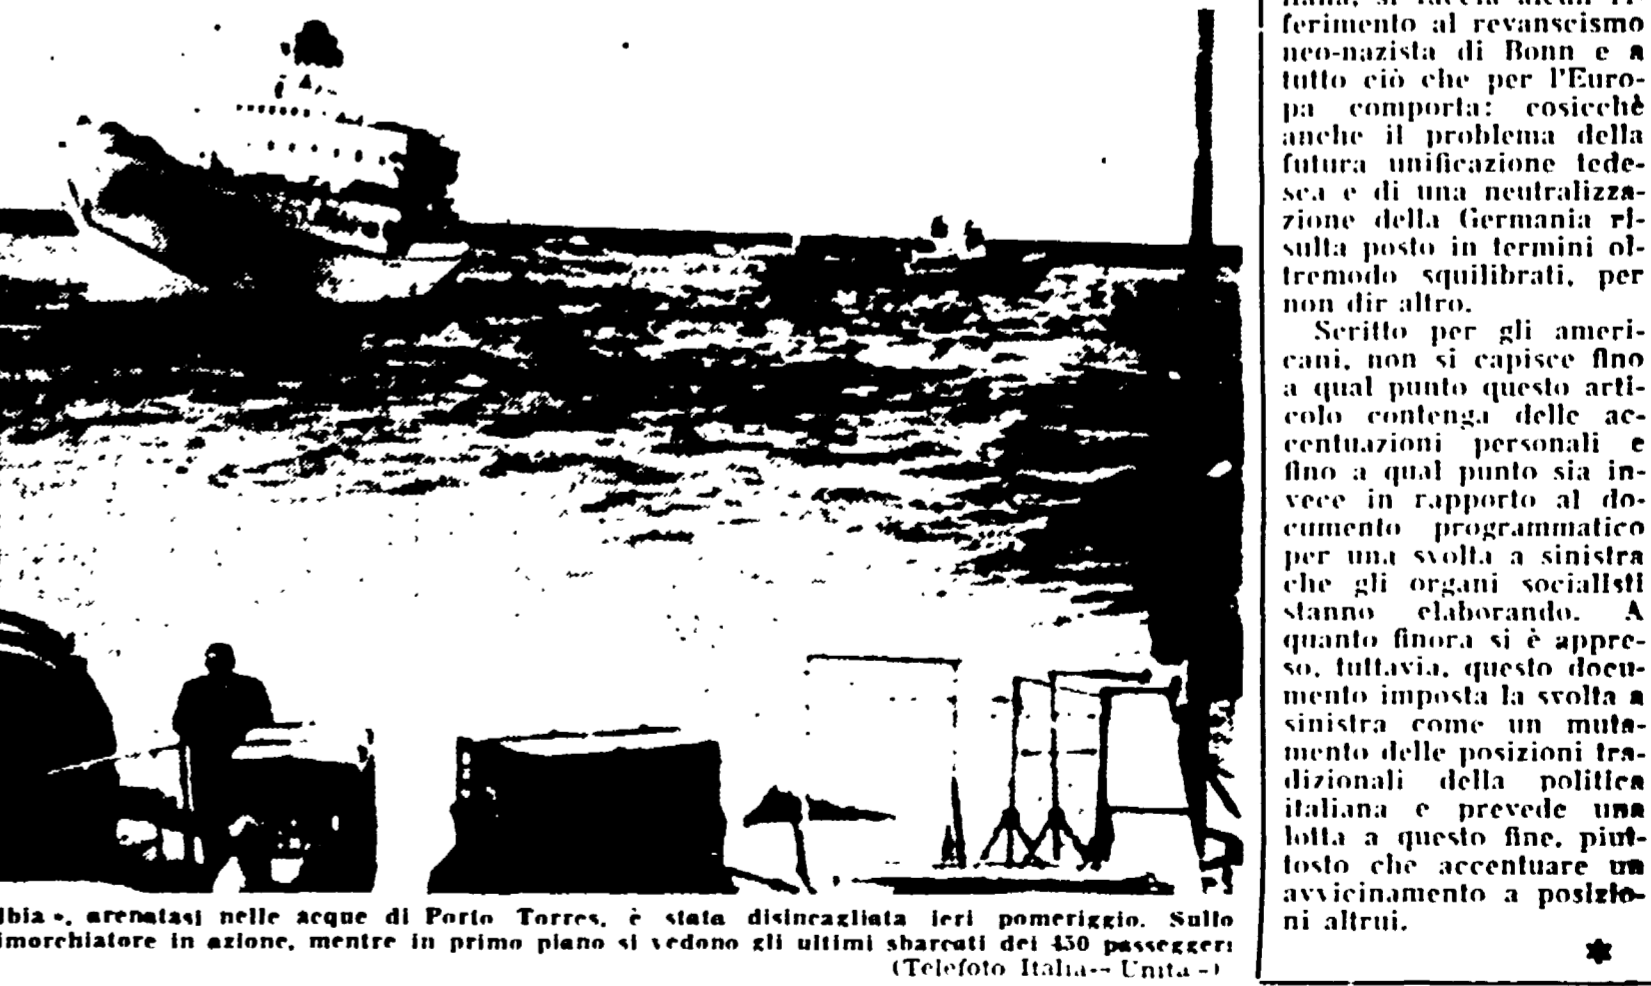 lbia », arenatasi nelle acque di Porto Torres, è stata disincagliata ieri pomeriggio. Sullo
imorchiatore in azione, mentre in primo piano si vedono gli ultimi sbarcati dei 450 passeggeri
(Telefoto Italia-« Unità »)
liana, si faccia alcun ri-
ferimento al revanscismo
neo-nazista di Bonn e a
tutto ciò che per l'Euro-
pa comporta: cosicchè
anche il problema della
futura unificazione tede-
sca e di una neutralizza-
zione della Germania ri-
sulta posto in termini ol-
tremodo squilibrati, per
non dir altro.
Scritto per gli ameri-
cani, non si capisce fino
a qual punto questo arti-
colo contenga delle ac-
centuazioni personali e
fino a qual punto sia in-
vece in rapporto al do-
cumento programmatico
per una svolta a sinistra
che gli organi socialisti
stanno elaborando. A
quanto finora si è appre-
so, tuttavia, questo docu-
mento imposta la svolta a
sinistra come un muta-
mento delle posizioni tra-
dizionali della politica
italiana e prevede una
lotta a questo fine, piut-
tosto che accentuare un
avvicinamento a posizio-
ni altrui.